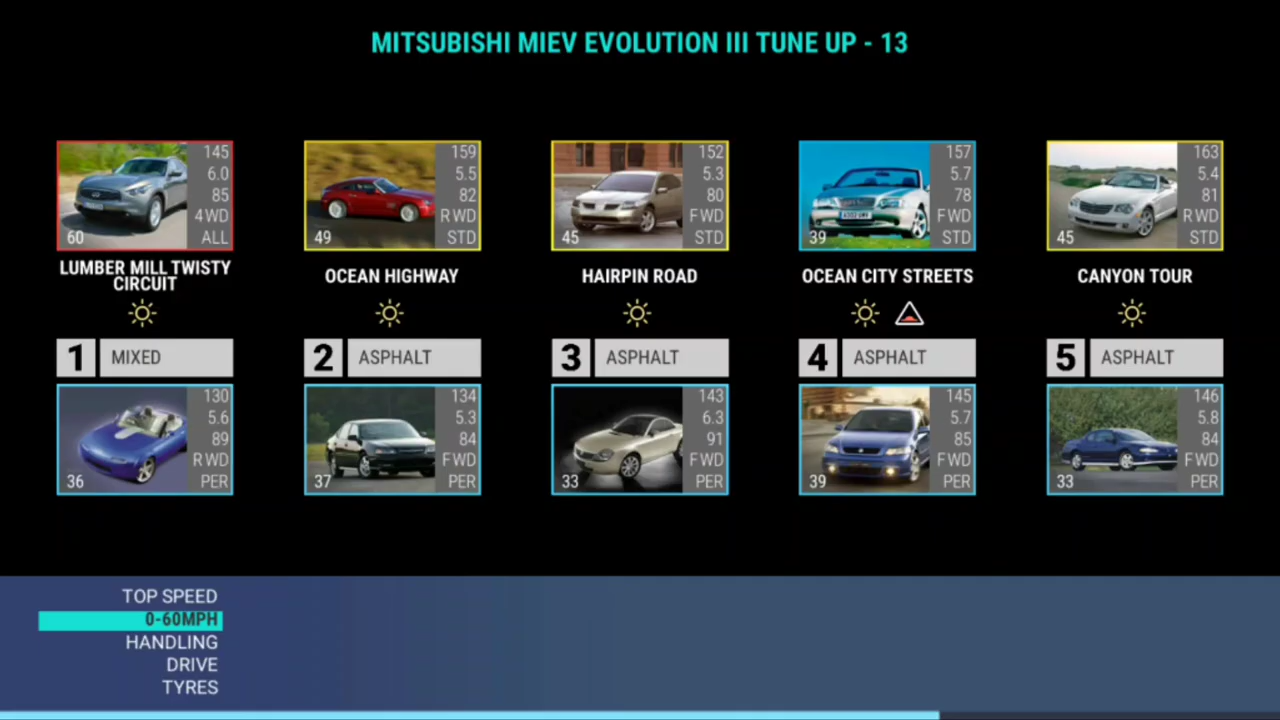 MITSUBISHI MIEV EVOLUTION III TUNE UP - 13
145
6.0
85
4WD
ALL
60
159
5.5
82
RWD
STD
49
152
5.3
80
FWD
STD
45
157
5.7
78
FWD
STD
39
163
5.4
81
RWD
STD
45
LUMBER MILL TWISTY
CIRCUIT
OCEAN HIGHWAY
HAIRPIN ROAD
OCEAN CITY STREETS
CANYON TOUR
1 MIXED
2 ASPHALT
3 ASPHALT
4 ASPHALT
5 ASPHALT
130
5.6
89
RWD
PER
36
134
5.3
84
FWD
PER
37
143
6.3
91
FWD
PER
33
145
5.7
85
FWD
PER
39
146
5.8
84
FWD
PER
33
TOP SPEED
0-60MPH
HANDLING
DRIVE
TYRES